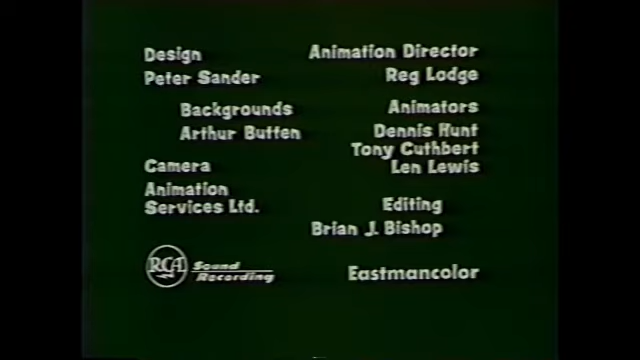 Design
Peter Sander
Backgrounds
Arthur Button
Camera
Animation
Services Ltd.
RCA Sound
Recording
Animation Director
Reg Lodge
Animators
Dennis Hunt
Tony Cuthbert
Len Lewis
Editing
Brian J. Bishop
Eastmancolor